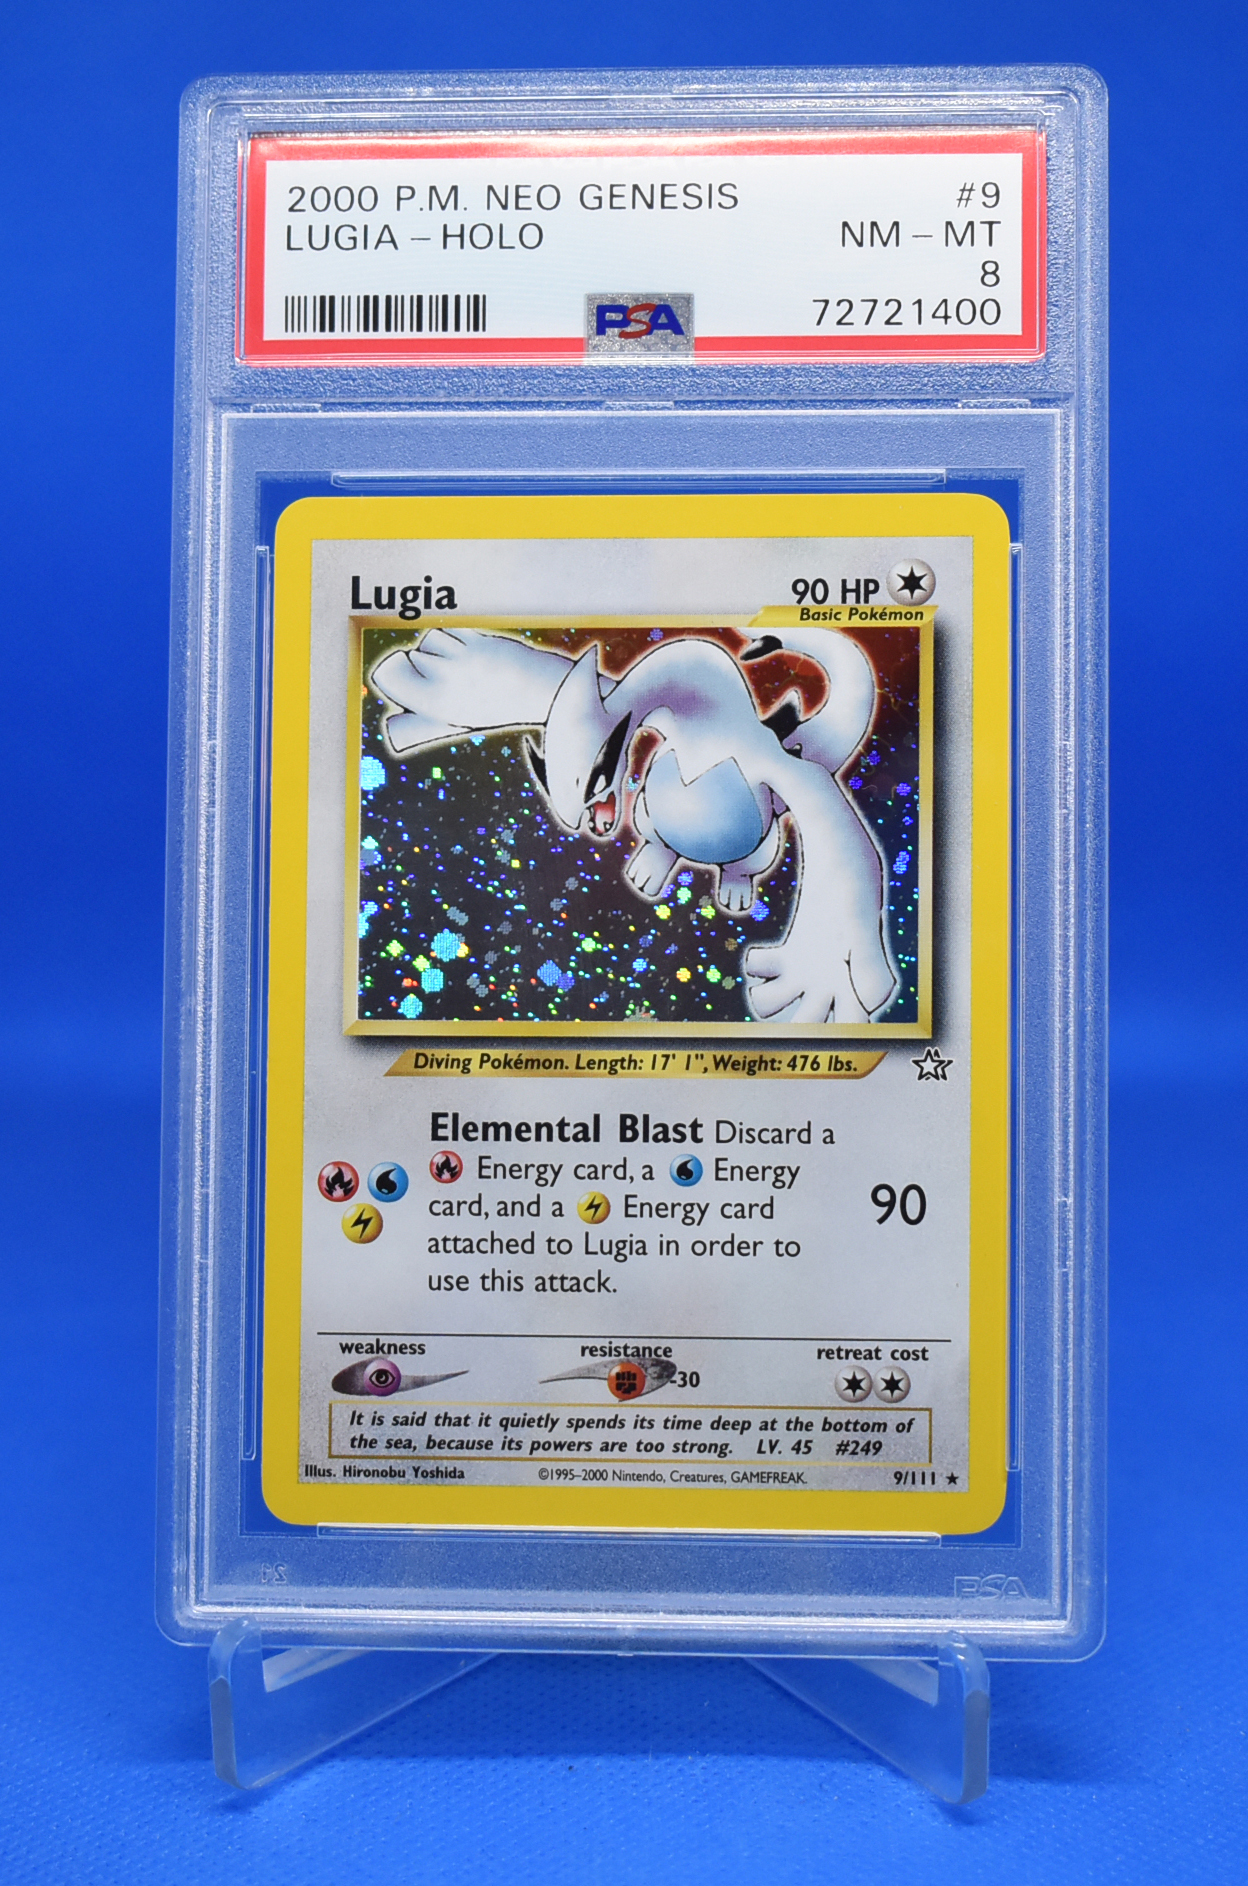 2000 P.M. NEO GENESIS #9
LUGIA - HOLO NM - MT
8
PSA 72721400
Lugia 90 HP
Basic Pokémon
Diving Pokémon. Length: 17' 1", Weight: 476 lbs.
Elemental Blast Discard a
Energy card, a Energy
card, and a Energy card 90
attached to Lugia in order to
use this attack.
weakness resistance retreat cost
-30
It is said that it quietly spends its time deep at the bottom of
the sea, because its powers are too strong. LV. 45 #249
Illus. Hironobu Yoshida ©1995–2000 Nintendo, Creatures, GAMEFREAK. 9/111 ★
PSA